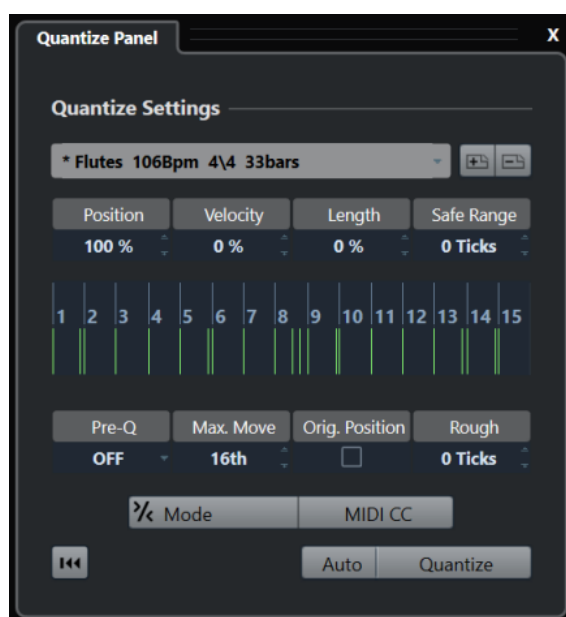 Quantize Panel X
Quantize Settings
* Flutes 106Bpm 4\4 33bars
Position Velocity Length Safe Range
100 % 0 % 0 % 0 Ticks
1 2 3 4 5 6 7 8 9 10 11 12 13 14 15
Pre-Q Max. Move Orig. Position Rough
OFF 16th 0 Ticks
Mode MIDI CC
Auto Quantize